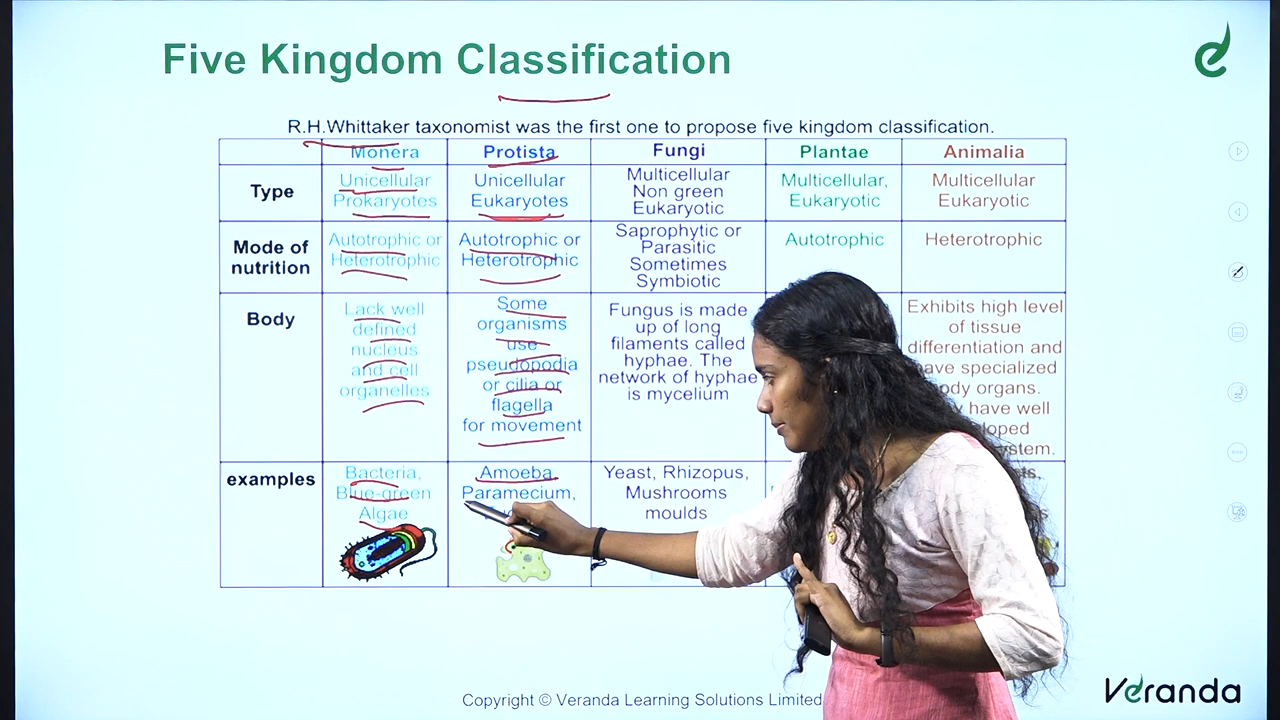 Five Kingdom Classification
R.H.Whittaker taxonomist was the first one to propose five kingdom classification.
Monera
Protista
Fungi
Plantae
Animalia
Type
Unicellular
Prokaryotes
Unicellular
Eukaryotes
Multicellular
Non green
Eukaryotic
Multicellular,
Eukaryotic
Multicellular
Eukaryotic
Mode of
nutrition
Autotrophic or
Heterotrophic
Autotrophic or
Heterotrophic
Saprophytic or
Parasitic
Sometimes
Symbiotic
Autotrophic
Heterotrophic
Body
Lack well
defined
nucleus
and cell
organelles
Some
organisms
use
pseudopodia
or cilia or
flagella
for movement
Fungus is made
up of long
filaments called
hyphae. The
network of hyphae
is mycelium
Exhibits high level
of tissue
differentiation and
have specialized
body organs.
have well
examples
Bacteria,
Blue-green
Algae
Amoeba,
Paramecium,
Yeast, Rhizopus,
Mushrooms
moulds
Copyright © Veranda Learning Solutions Limited
Veranda